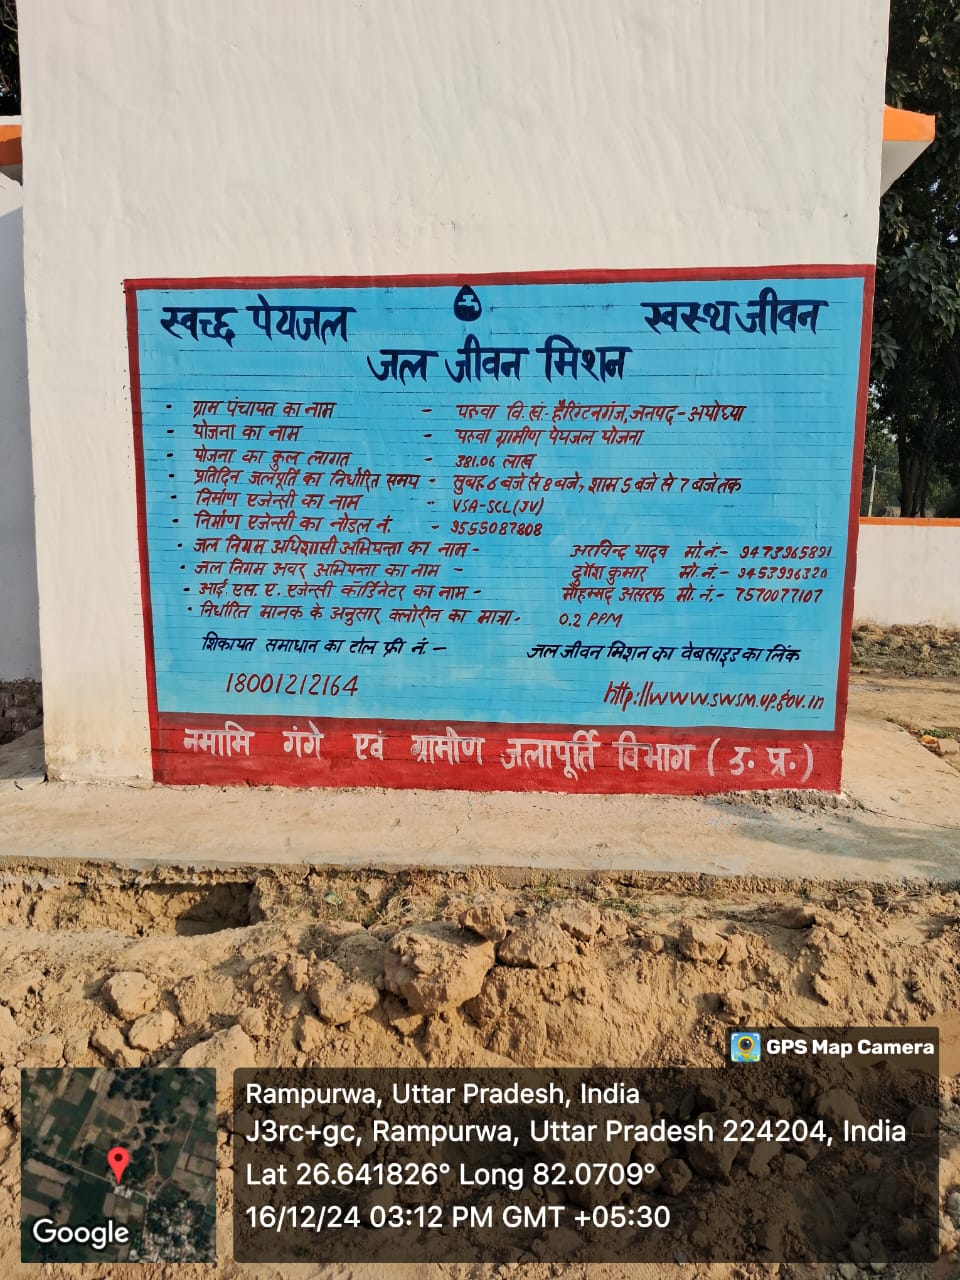 स्वच्छ पेयजल स्वस्थ जीवन
जल जीवन मिशन
• ग्राम पंचायत का नाम - परुवा वि. खं. हैरिंग्टनगंज, जनपद - अयोध्या
• योजना का नाम - परुवा ग्रामीण पेयजल योजना
• योजना का कुल लागत - 381.06 लाख
• प्रतिदिन जलपूर्ति का निर्धारित समय - सुबह 6 बजे से 8 बजे, शाम 5 बजे से 7 बजे तक
• निर्माण एजेन्सी का नाम - VSA-SCL(JV)
• निर्माण एजेन्सी का नोडल नं. - 9555087808
• जल निगम अधिशासी अभियन्ता का नाम - अरविन्द यादव मो. नं. - 9473965891
• जल निगम अवर अभियन्ता का नाम - कुमार मो. नं. - 9453996320
• आई. एस. ए. एजेन्सी कॉर्डिनेटर का नाम - मोहम्मद असरफ मो. नं. - 7570077107
• निर्धारित मानक के अनुसार क्लोरीन का मात्रा - 0.2 PPM
शिकायत समाधान का टोल फ्री नं. - जल जीवन मिशन का वेबसाइड का लिंक
18001212164 http://www.swsm.up.gov.in
नमामि गंगे एवं ग्रामीण जलापूर्ति विभाग (उ. प्र.)
GPS Map Camera
Rampurwa, Uttar Pradesh, India
J3rc+gc, Rampurwa, Uttar Pradesh 224204, India
Lat 26.641826° Long 82.0709°
16/12/24 03:12 PM GMT +05:30
Google